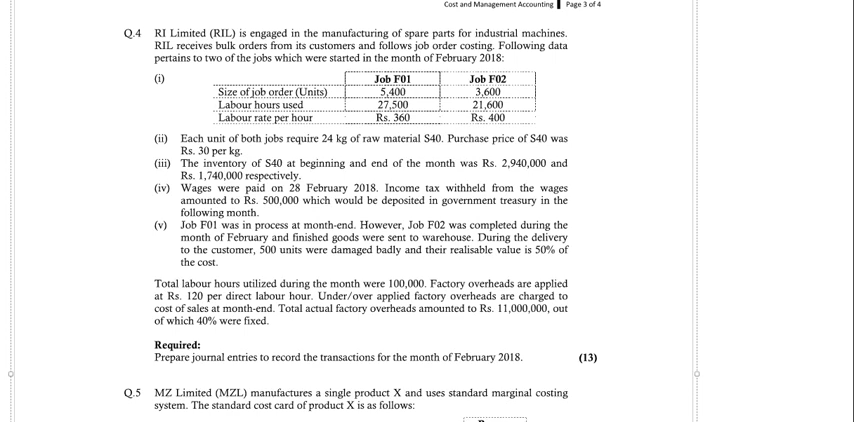 Cost and Management Accounting | Page 3 of 4
Q.4 RI Limited (RIL) is engaged in the manufacturing of spare parts for industrial machines.
RIL receives bulk orders from its customers and follows job order costing. Following data
pertains to two of the jobs which were started in the month of February 2018:
(i) Job F01 Job F02
Size of job order (Units) 5,400 3,600
Labour hours used 27,500 21,600
Labour rate per hour Rs. 360 Rs. 400
(ii) Each unit of both jobs require 24 kg of raw material S40. Purchase price of S40 was
Rs. 30 per kg.
(iii) The inventory of S40 at beginning and end of the month was Rs. 2,940,000 and
Rs. 1,740,000 respectively.
(iv) Wages were paid on 28 February 2018. Income tax withheld from the wages
amounted to Rs. 500,000 which would be deposited in government treasury in the
following month.
(v) Job F01 was in process at month-end. However, Job F02 was completed during the
month of February and finished goods were sent to warehouse. During the delivery
to the customer, 500 units were damaged badly and their realisable value is 50% of
the cost.
Total labour hours utilized during the month were 100,000. Factory overheads are applied
at Rs. 120 per direct labour hour. Under/over applied factory overheads are charged to
cost of sales at month-end. Total actual factory overheads amounted to Rs. 11,000,000, out
of which 40% were fixed.
Required:
Prepare journal entries to record the transactions for the month of February 2018. (13)
Q.5 MZ Limited (MZL) manufactures a single product X and uses standard marginal costing
system. The standard cost card of product X is as follows: